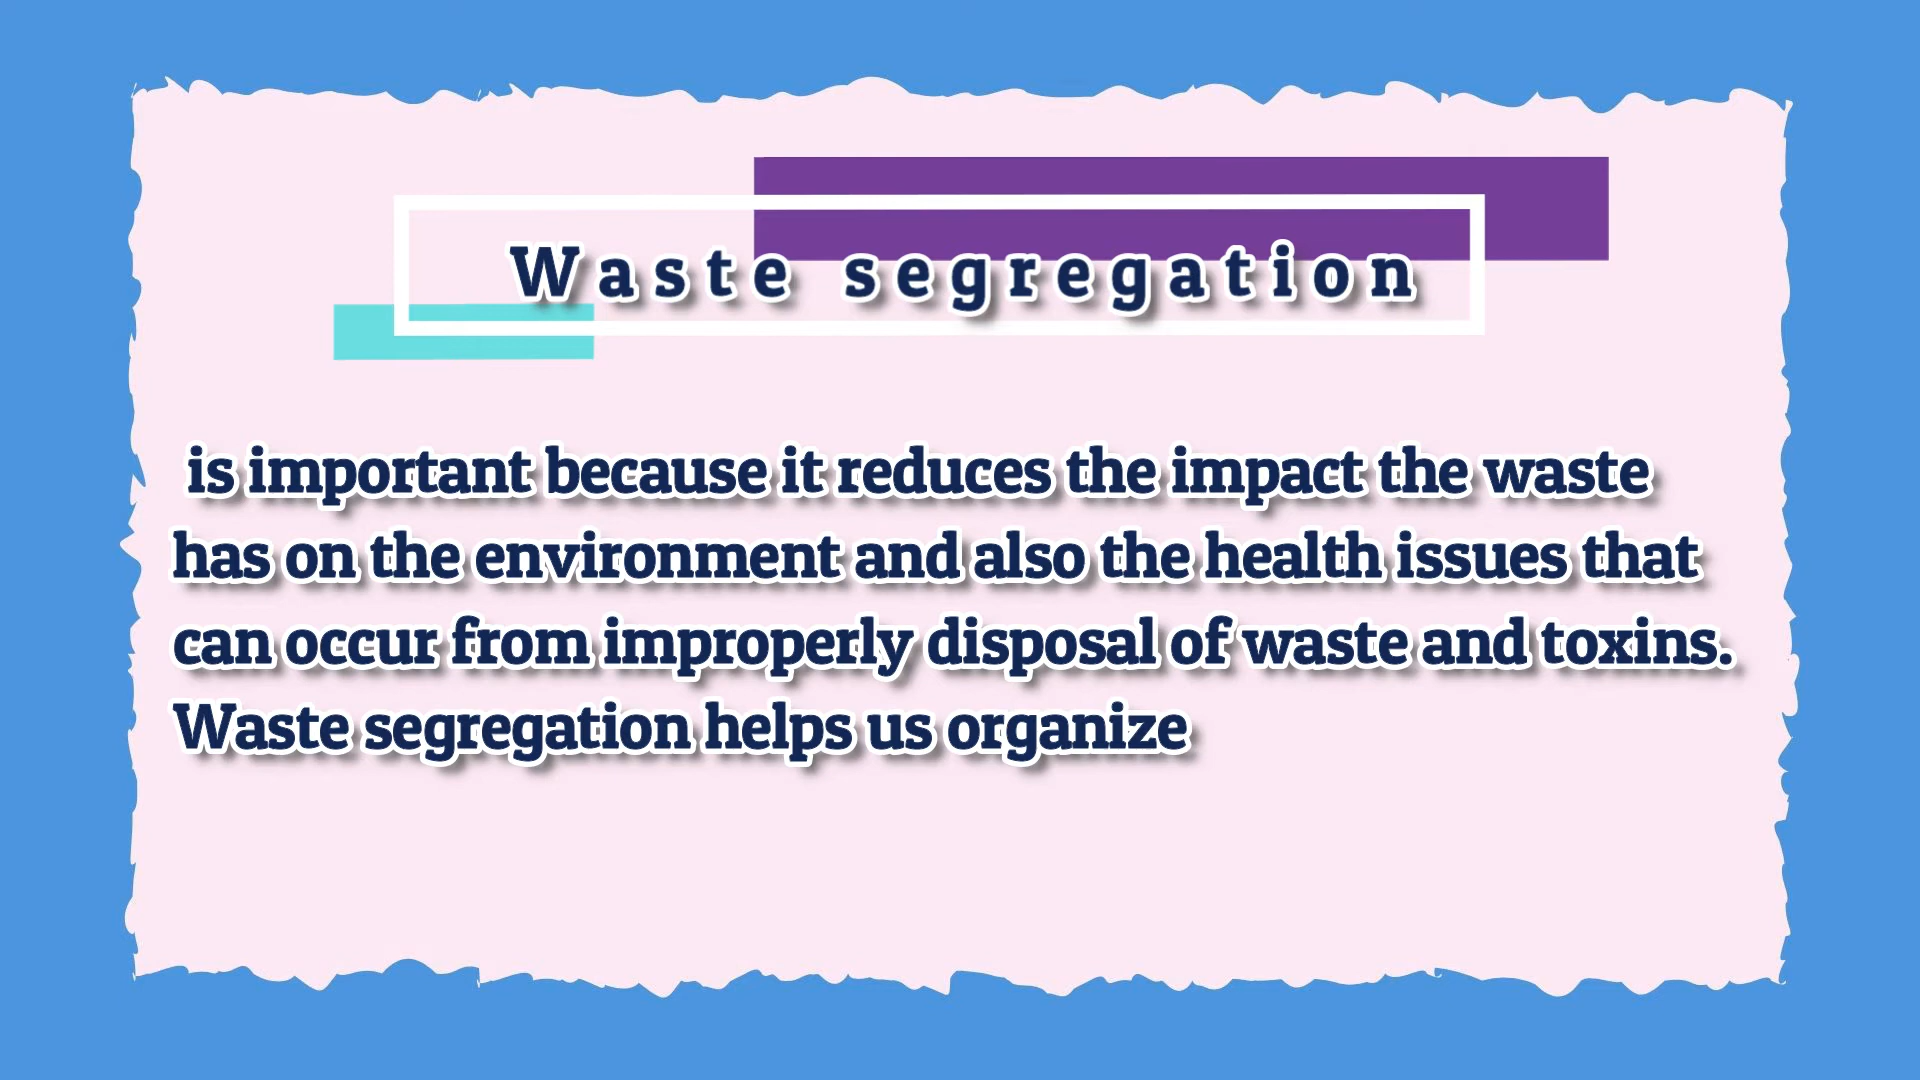 Waste segregation
is important because it reduces the impact the waste
has on the environment and also the health issues that
can occur from improperly disposal of waste and toxins.
Waste segregation helps us organize